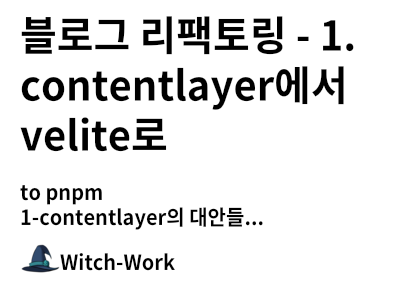 블로그 리팩토링 - 1.
contentlayer에서
velite로
to pnpm
1-contentlayer의 대안들...
Witch-Work